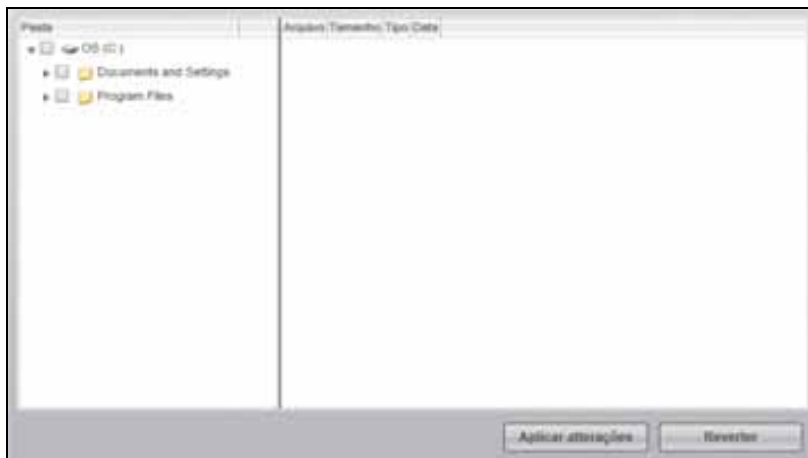 Pasta
Arquivo Tamanho Tipo Data
OS (C:)
Documents and Settings
Program Files
Aplicar alterações
Reverter